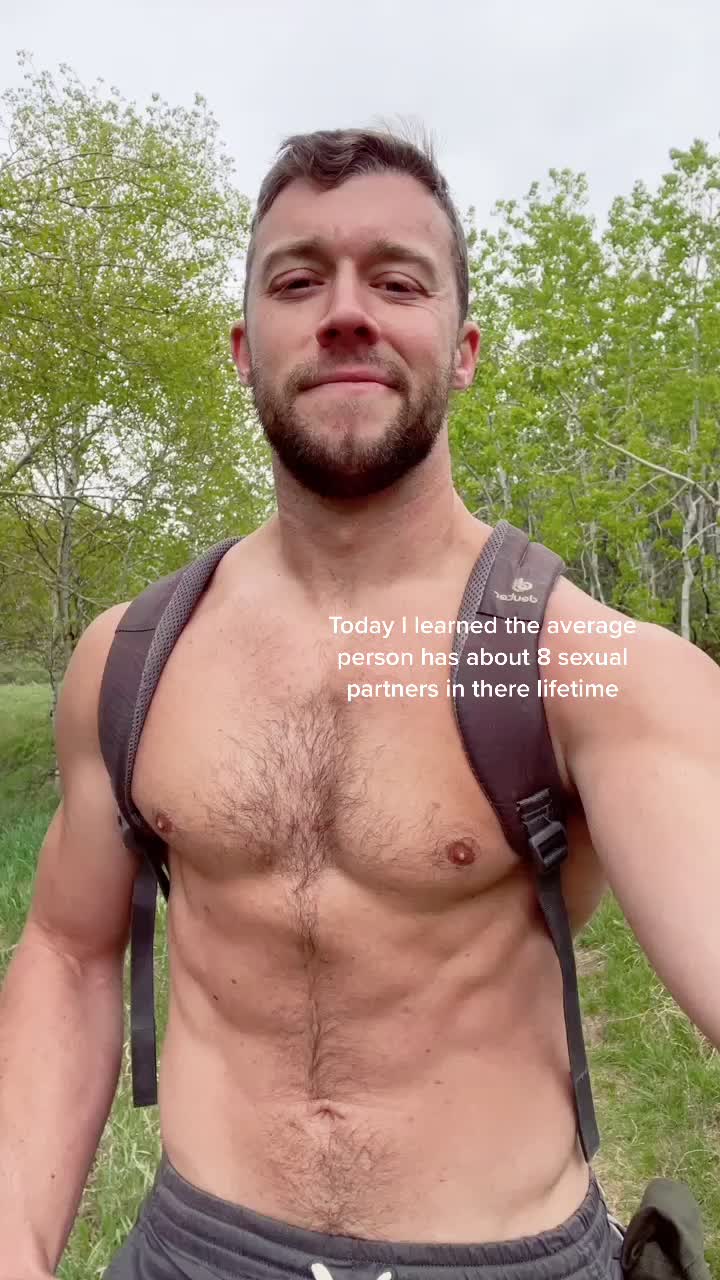 deuter
Today I learned the average
person has about 8 sexual
partners in there lifetime